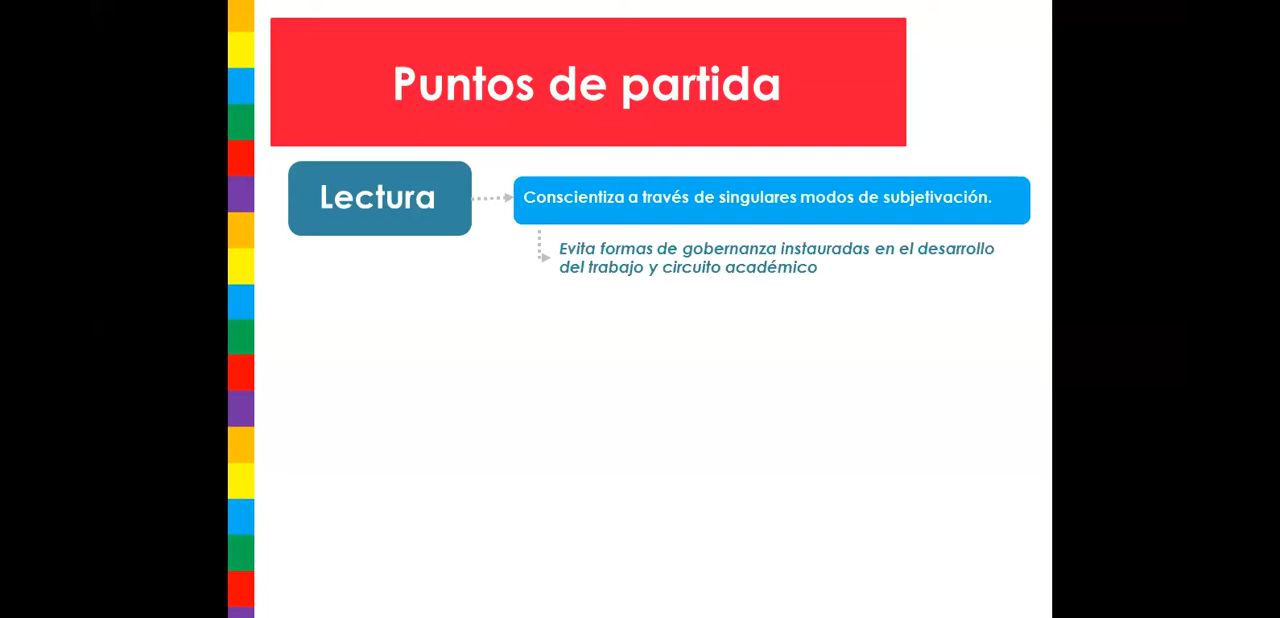 Puntos de partida
Lectura
Conscientiza a través de singulares modos de subjetivación.
Evita formas de gobernanza instauradas en el desarrollo
del trabajo y circuito académico